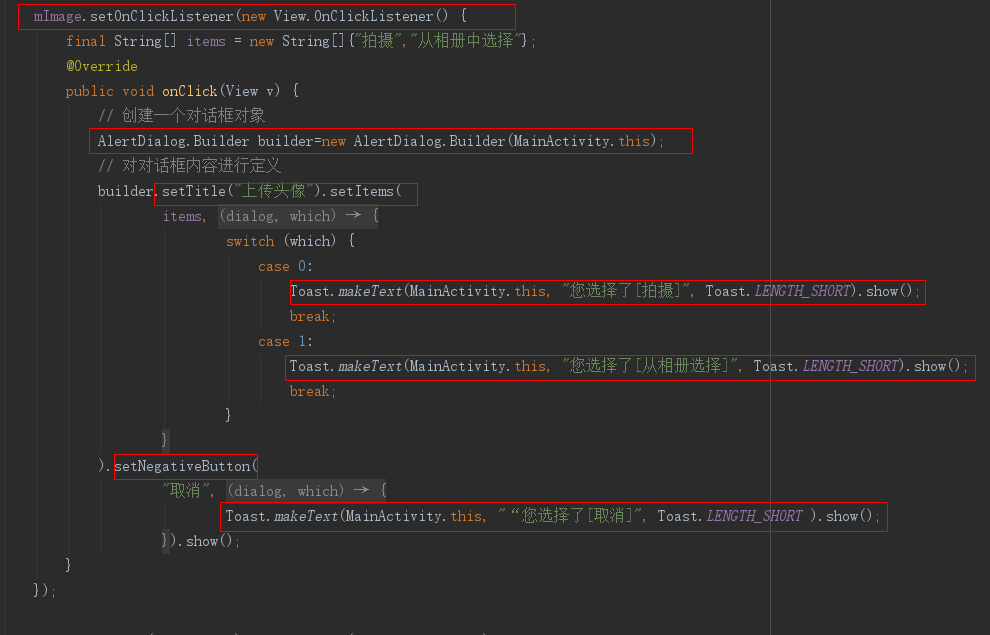 mImage.setOnClickListener(new View.OnClickListener() {
final String[] items = new String[]{"拍摄","从相册中选择"};
@Override
public void onClick(View v) {
// 创建一个对话框对象
AlertDialog.Builder builder=new AlertDialog.Builder(MainActivity.this);
// 对对话框内容进行定义
builder.setTitle("上传头像").setItems(
items, (dialog, which) → {
switch (which) {
case 0:
Toast.makeText(MainActivity.this, "您选择了[拍摄]", Toast.LENGTH_SHORT).show();
break;
case 1:
Toast.makeText(MainActivity.this, "您选择了[从相册选择]", Toast.LENGTH_SHORT).show();
break;
}
}
).setNegativeButton(
"取消", (dialog, which) → {
Toast.makeText(MainActivity.this, "“您选择了[取消]", Toast.LENGTH_SHORT ).show();
}).show();
}
});